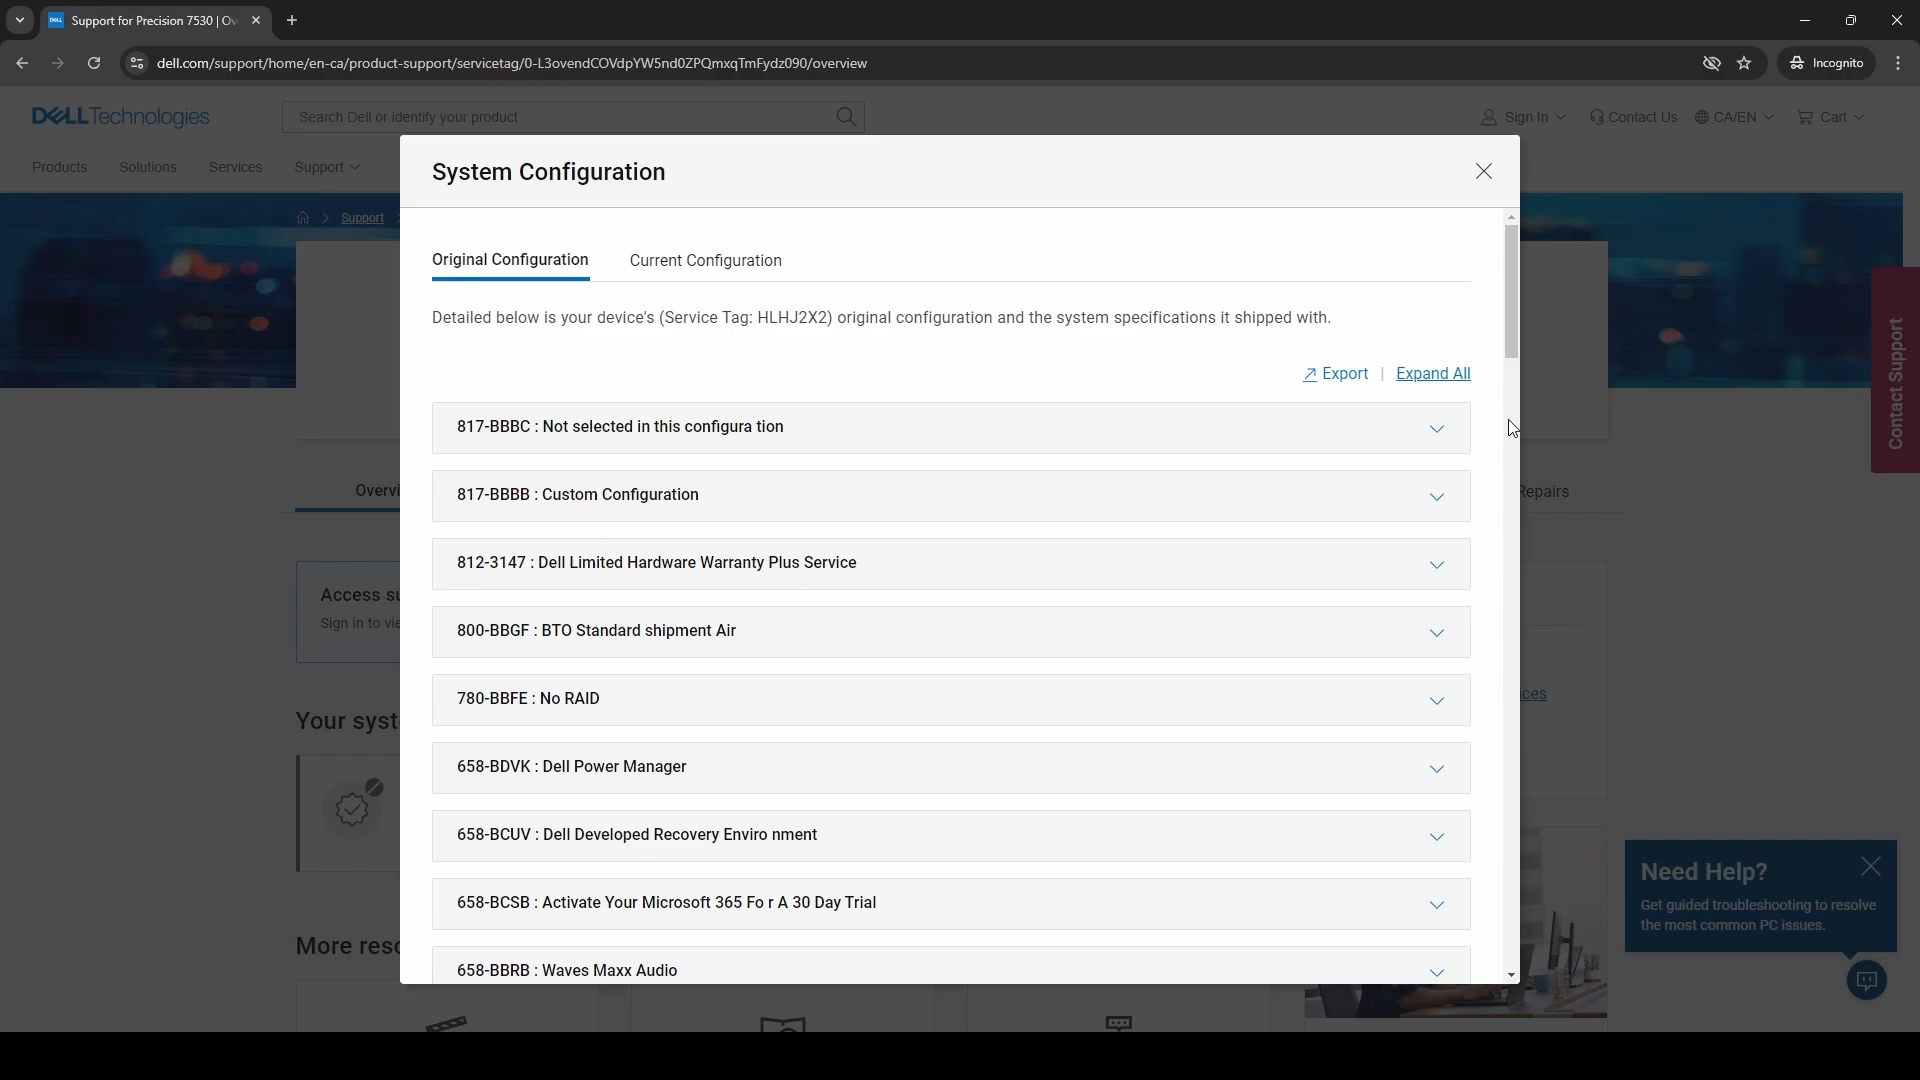 Support for Precision 7530 | Ov
dell.com/support/home/en-ca/product-support/servicetag/0-L3ovendCOVdpYW5nd0ZPQmxqTmFydz090/overview
Incognito
DELLTechnologies
Search Dell or identify your product
Sign In
Contact Us
CA/EN
Cart
Products
Solutions
Services
Support
Support
System Configuration
Original Configuration
Current Configuration
Detailed below is your device's (Service Tag: HLHJ2X2) original configuration and the system specifications it shipped with.
Export | Expand All
817-BBBC : Not selected in this configura tion
817-BBBB : Custom Configuration
812-3147 : Dell Limited Hardware Warranty Plus Service
800-BBGF : BTO Standard shipment Air
780-BBFE : No RAID
658-BDVK : Dell Power Manager
658-BCUV : Dell Developed Recovery Enviro nment
658-BCSB : Activate Your Microsoft 365 Fo r A 30 Day Trial
658-BBRB : Waves Maxx Audio
Overvi
Repairs
Access su
Sign in to vie
ices
Your syst
More reso
Contact Support
Need Help?
Get guided troubleshooting to resolve
the most common PC issues.